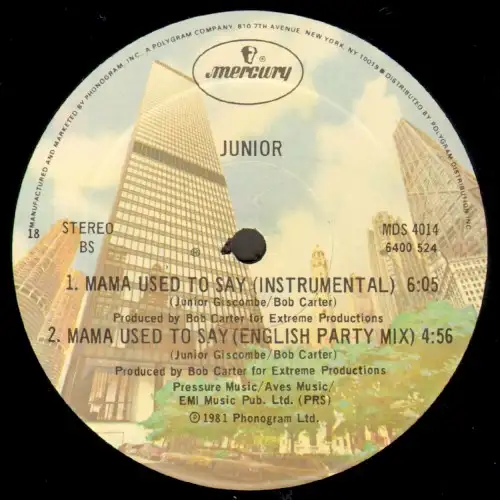 MANUFACTURED AND MARKETED BY PHONOGRAM, INC. A POLYGRAM COMPANY, 810 7TH AVENUE, NEW YORK, N.Y. 10019 ● DISTRIBUTED BY POLYGRAM DISTRIBUTION INC.
®
mercury
JUNIOR
18
STEREO
BS
MDS 4014
6400 524
℗
1. MAMA USED TO SAY (INSTRUMENTAL) 6:05
(Junior Giscombe/Bob Carter)
Produced by Bob Carter for Extreme Productions
2. MAMA USED TO SAY (ENGLISH PARTY MIX) 4:56
(Junior Giscombe/Bob Carter)
Produced by Bob Carter for Extreme Productions
Pressure Music/Aves Music/
EMI Music Pub. Ltd. (PRS)
℗1981 Phonogram Ltd.